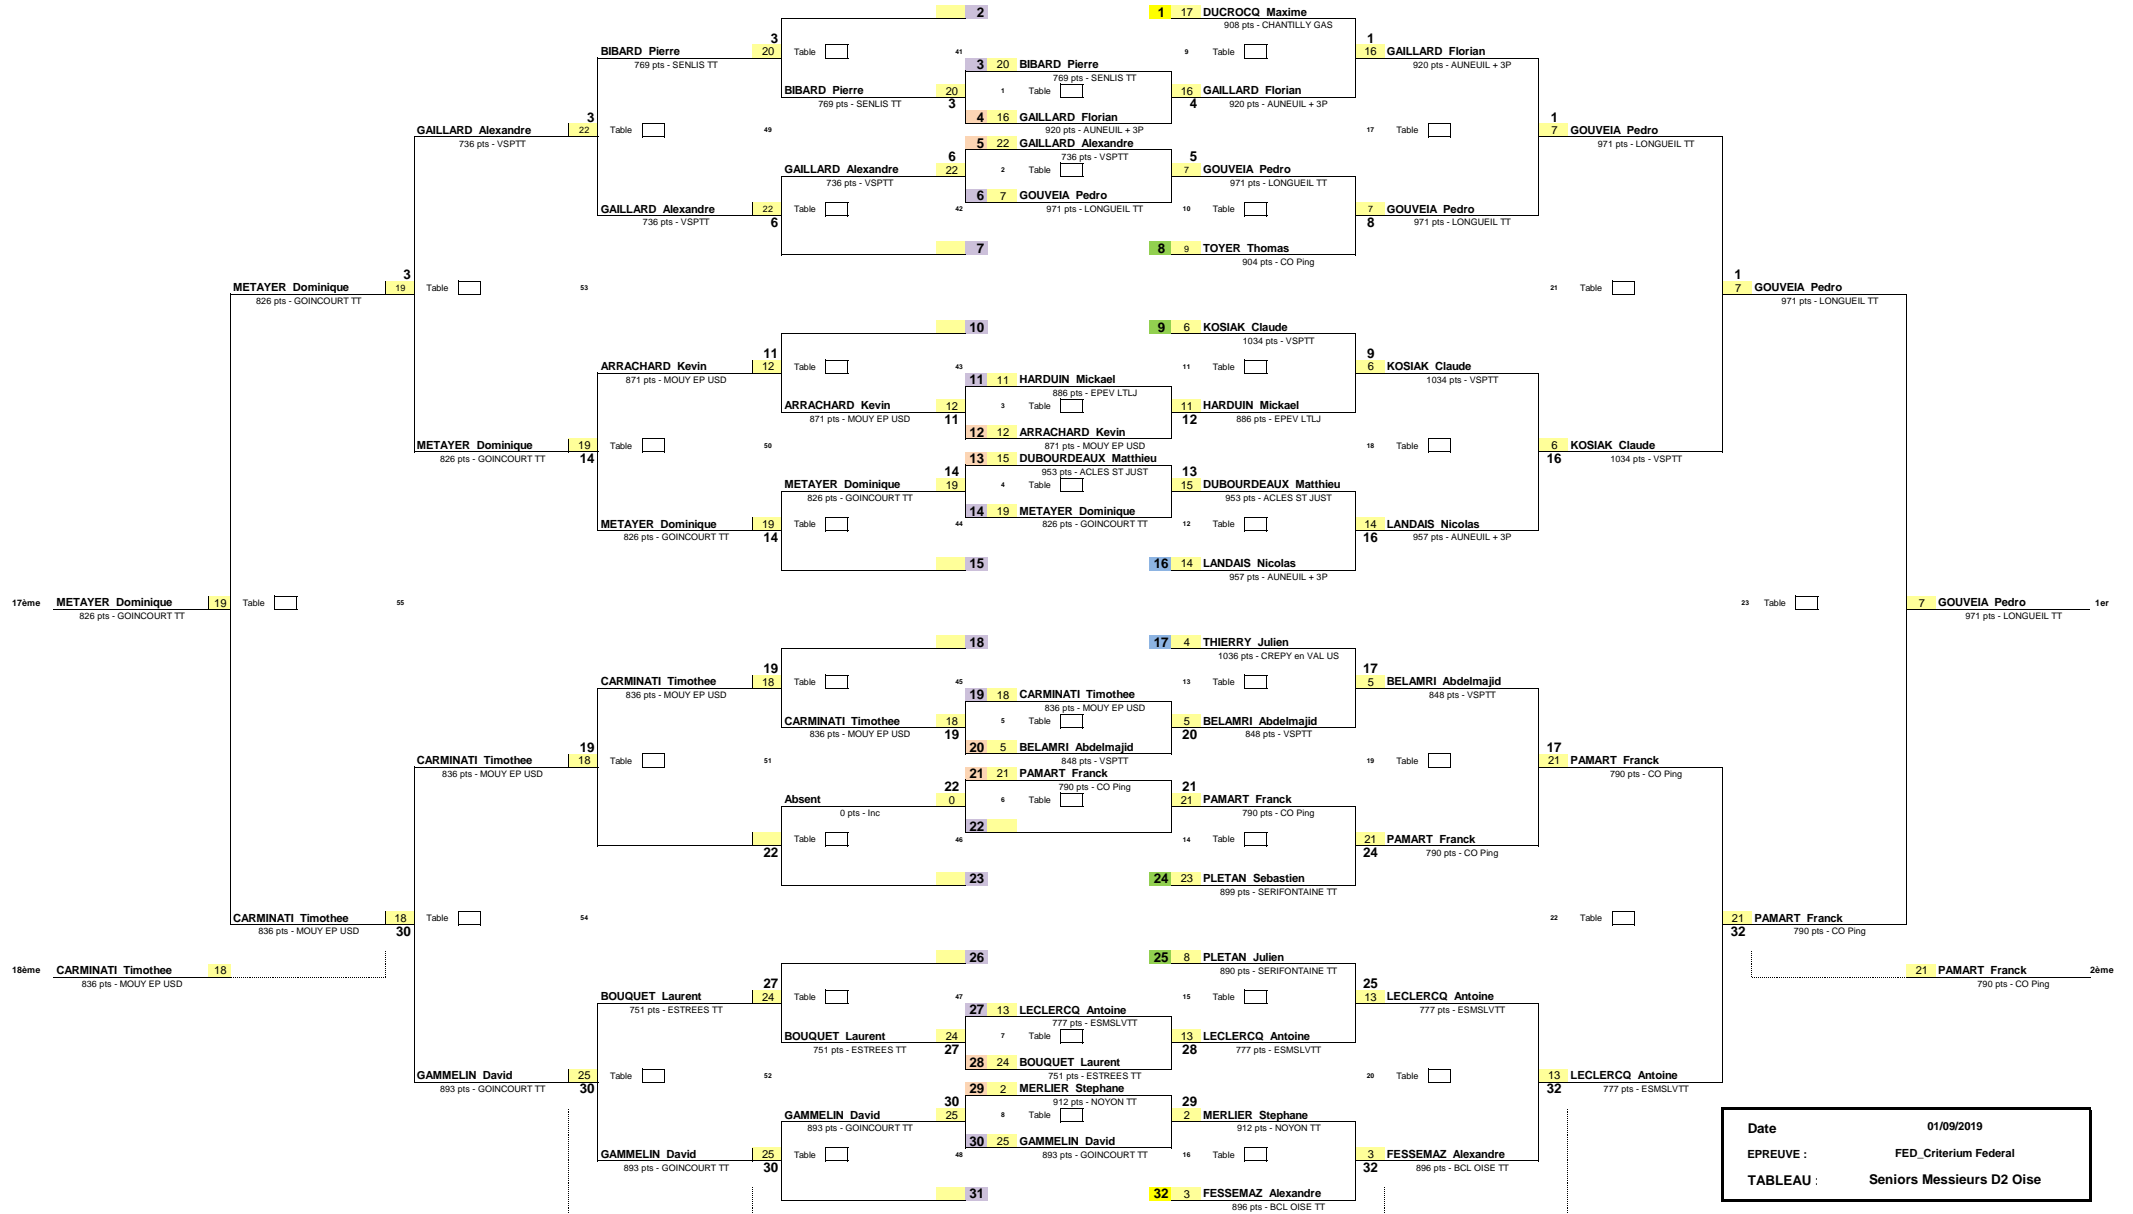 2
1 17 DUCROCQ Maxime
908 pts - CHANTILLY GAS
3
1
BIBARD Pierre 20 Table 41 9 Table 16 GAILLARD Florian
769 pts - SENLIS TT
920 pts - AUNEUIL + 3P
3 20 BIBARD Pierre
769 pts - SENLIS TT
BIBARD Pierre 20 1 Table 16 GAILLARD Florian
769 pts - SENLIS TT 3
4 920 pts - AUNEUIL + 3P
4 16 GAILLARD Florian
920 pts - AUNEUIL + 3P
3
1
GAILLARD Alexandre 22 Table 49 17 Table 7 GOUVEIA Pedro
736 pts - VSPTT
971 pts - LONGUEIL TT
5 22 GAILLARD Alexandre
736 pts - VSPTT
6
5
GAILLARD Alexandre 22 2 Table 7 GOUVEIA Pedro
736 pts - VSPTT
971 pts - LONGUEIL TT
6 7 GOUVEIA Pedro
971 pts - LONGUEIL TT
GAILLARD Alexandre 22 Table 42 10 Table 7 GOUVEIA Pedro
736 pts - VSPTT 6
8 971 pts - LONGUEIL TT
7
8 9 TOYER Thomas
904 pts - CO Ping
3
1
METAYER Dominique 19 Table 53 21 Table 7 GOUVEIA Pedro
826 pts - GOINCOURT TT
971 pts - LONGUEIL TT
10
9 6 KOSIAK Claude
1034 pts - VSPTT
11
9
ARRACHARD Kevin 12 Table 43 11 Table 6 KOSIAK Claude
871 pts - MOUY EP USD
1034 pts - VSPTT
11 11 HARDUIN Mickael
886 pts - EPEV LTLJ
ARRACHARD Kevin 12 3 Table 11 HARDUIN Mickael
871 pts - MOUY EP USD 11
12 886 pts - EPEV LTLJ
12 12 ARRACHARD Kevin
871 pts - MOUY EP USD
METAYER Dominique 19 Table 50 18 Table 6 KOSIAK Claude
826 pts - GOINCOURT TT 14
16 1034 pts - VSPTT
13 15 DUBOURDEAUX Matthieu
953 pts - ACLES ST JUST
14
13
METAYER Dominique 19 4 Table 15 DUBOURDEAUX Matthieu
826 pts - GOINCOURT TT
953 pts - ACLES ST JUST
14 19 METAYER Dominique
826 pts - GOINCOURT TT
METAYER Dominique 19 Table 44 12 Table 14 LANDAIS Nicolas
826 pts - GOINCOURT TT 14
16 957 pts - AUNEUIL + 3P
15
16 14 LANDAIS Nicolas
957 pts - AUNEUIL + 3P
17ème METAYER Dominique 19 Table 55 23 Table 7 GOUVEIA Pedro 1er
826 pts - GOINCOURT TT
971 pts - LONGUEIL TT
18
17 4 THIERRY Julien
1036 pts - CREPY en VAL US
19
17
CARMINATI Timothee 18 Table 45 13 Table 5 BELAMRI Abdelmajid
836 pts - MOUY EP USD
848 pts - VSPTT
19 18 CARMINATI Timothee
836 pts - MOUY EP USD
CARMINATI Timothee 18 5 Table 5 BELAMRI Abdelmajid
836 pts - MOUY EP USD 19
20 848 pts - VSPTT
20 5 BELAMRI Abdelmajid
848 pts - VSPTT
19
17
CARMINATI Timothee 18 Table 51 19 Table 21 PAMART Franck
836 pts - MOUY EP USD
790 pts - CO Ping
21 21 PAMART Franck
790 pts - CO Ping
22
21
Absent 0 6 Table 21 PAMART Franck
0 pts - Inc
790 pts - CO Ping
22
Table 46 14 Table 21 PAMART Franck
22
24 790 pts - CO Ping
23
24 23 PLETAN Sebastien
899 pts - SERIFONTAINE TT
CARMINATI Timothee 18 Table 54 22 Table 21 PAMART Franck
836 pts - MOUY EP USD 30
32 790 pts - CO Ping
26
25 8 PLETAN Julien
890 pts - SERIFONTAINE TT
18ème CARMINATI Timothee 18
836 pts - MOUY EP USD
21 PAMART Franck 2ème
790 pts - CO Ping
27
25
BOUQUET Laurent 24 Table 47 15 Table 13 LECLERCQ Antoine
751 pts - ESTREES TT
777 pts - ESMSLVTT
27 13 LECLERCQ Antoine
777 pts - ESMSLVTT
BOUQUET Laurent 24 7 Table 13 LECLERCQ Antoine
751 pts - ESTREES TT 27
28 777 pts - ESMSLVTT
28 24 BOUQUET Laurent
751 pts - ESTREES TT
GAMMELIN David 25 Table 52 20 Table 13 LECLERCQ Antoine
893 pts - GOINCOURT TT 30
32 777 pts - ESMSLVTT
29 2 MERLIER Stephane
912 pts - NOYON TT
30
29
GAMMELIN David 25 8 Table 2 MERLIER Stephane
893 pts - GOINCOURT TT
912 pts - NOYON TT
30 25 GAMMELIN David
893 pts - GOINCOURT TT
GAMMELIN David 25 Table 48 16 Table 3 FESSEMAZ Alexandre
893 pts - GOINCOURT TT 30
32 896 pts - BCL OISE TT
31
32 3 FESSEMAZ Alexandre
896 pts - BCL OISE TT
Date 01/09/2019
EPREUVE : FED_Criterium Federal
TABLEAU : Seniors Messieurs D2 Oise